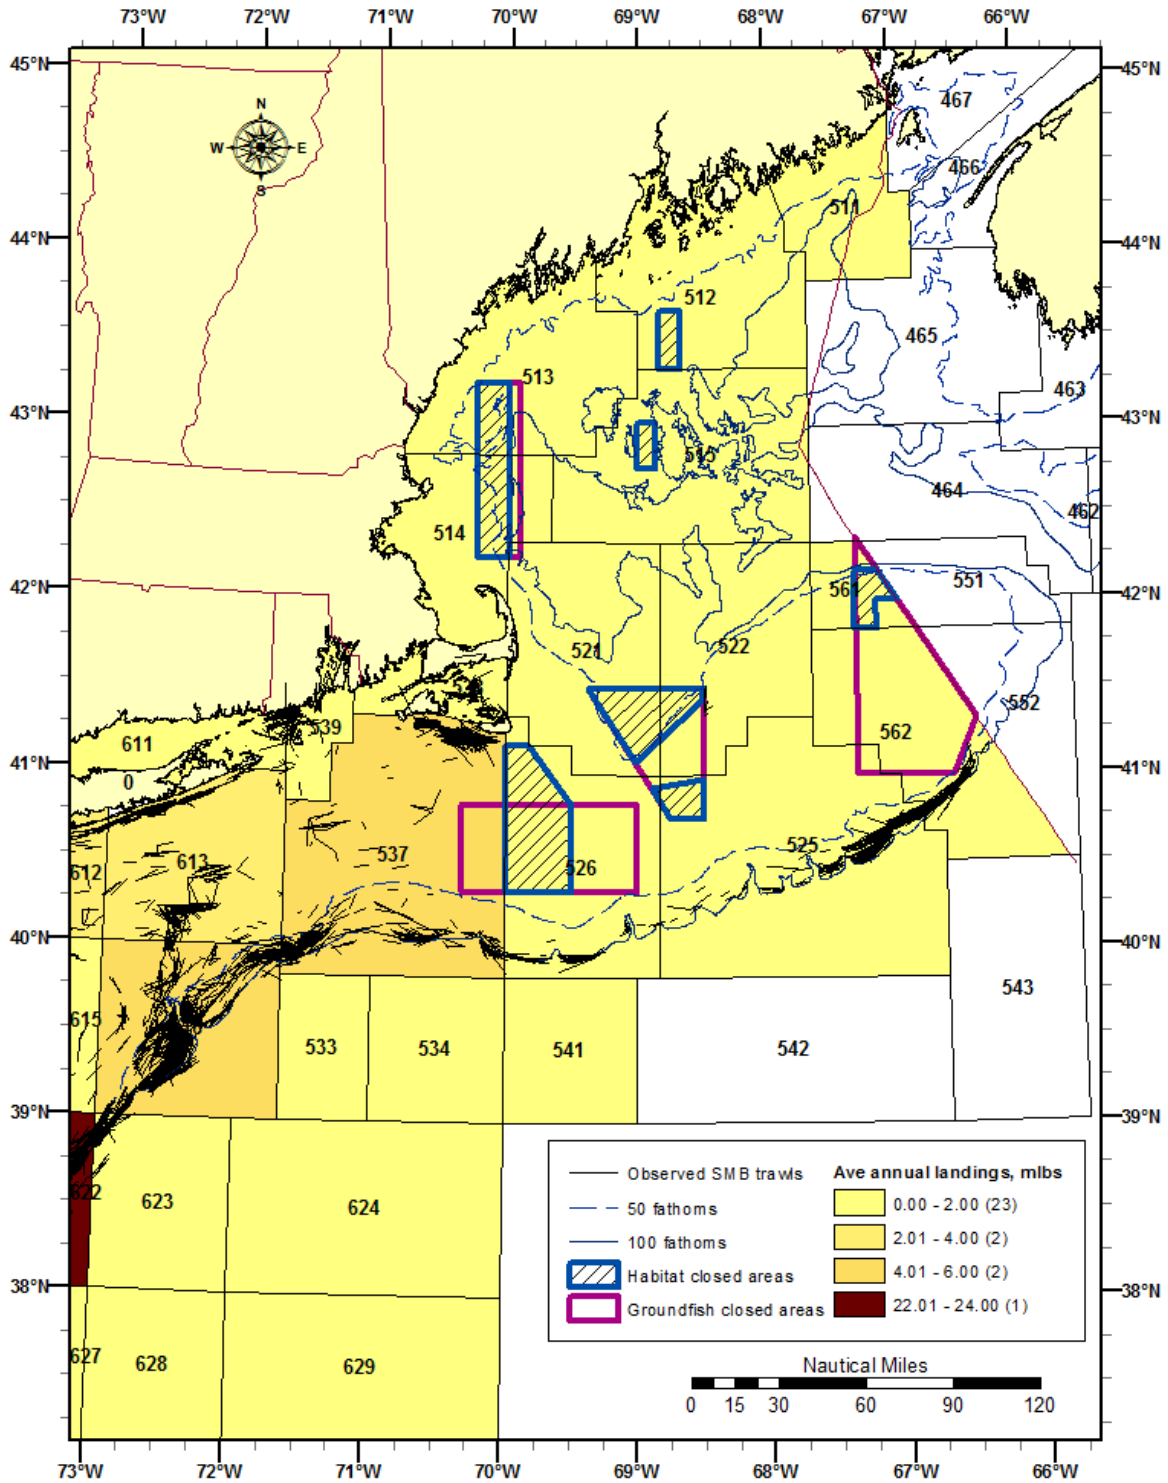 73°W 72°W 71°W 70°W 69°W 68°W 67°W 66°W
45°N 45°N
467
N
W E
S
466
511
44°N 44°N
512
465
513
463
43°N 43°N
515
464
514
462
551
42°N 42°N
561
521
522
552
539
562
611
41°N 41°N
0
525
537
613
526
612
40°N 40°N
543
615
533 534 541 542
39°N 39°N
622
623
624
38°N 38°N
627
628
629
Observed SMB trawls
50 fathoms
100 fathoms
Habitat closed areas
Groundfish closed areas
Ave annual landings, mlbs
0.00 - 2.00 (23)
2.01 - 4.00 (2)
4.01 - 6.00 (2)
22.01 - 24.00 (1)
Nautical Miles
0 15 30 60 90 120
73°W 72°W 71°W 70°W 69°W 68°W 67°W 66°W